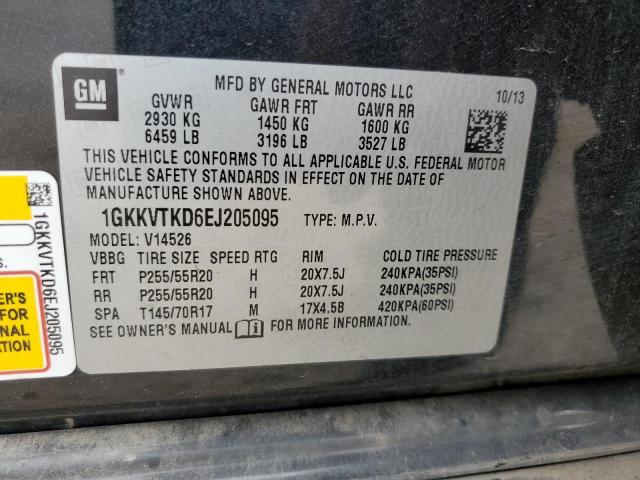 GM
MFD BY GENERAL MOTORS LLC
10/13
GVWR GAWR FRT GAWR RR
2930 KG 1450 KG 1600 KG
6459 LB 3196 LB 3527 LB
THIS VEHICLE CONFORMS TO ALL APPLICABLE U.S. FEDERAL MOTOR
VEHICLE SAFETY STANDARDS IN EFFECT ON THE DATE OF
MANUFACTURE SHOWN ABOVE.
1GKKVTKD6EJ205095 TYPE: M.P.V.
MODEL: V14526
VBBG TIRE SIZE SPEED RTG RIM COLD TIRE PRESSURE
FRT P255/55R20 H 20X7.5J 240KPA(35PSI)
RR P255/55R20 H 20X7.5J 240KPA(35PSI)
SPA T145/70R17 M 17X4.5B 420KPA(60PSI)
SEE OWNER'S MANUAL FOR MORE INFORMATION.
1GKKVTKD6EJ205095
ER'S
FOR
NAL
ATION